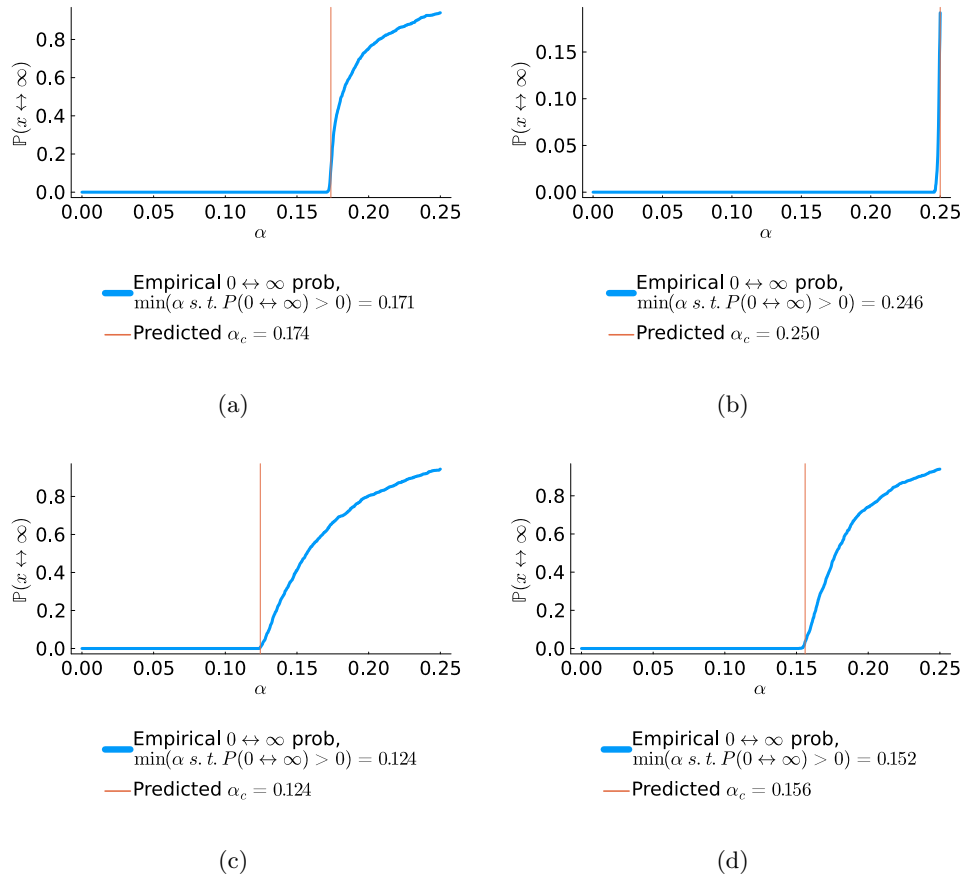 ℙ(x ↔ ∞)
0.8
0.6
0.4
0.2
0.0
0.00 0.05 0.10 0.15 0.20 0.25
α
Empirical 0 ↔ ∞ prob,
min(α s. t. P(0 ↔ ∞) > 0) = 0.171
Predicted α_c = 0.174
(a)
ℙ(x ↔ ∞)
0.15
0.10
0.05
0.00
0.00 0.05 0.10 0.15 0.20 0.25
α
Empirical 0 ↔ ∞ prob,
min(α s. t. P(0 ↔ ∞) > 0) = 0.246
Predicted α_c = 0.250
(b)
ℙ(x ↔ ∞)
0.8
0.6
0.4
0.2
0.0
0.00 0.05 0.10 0.15 0.20 0.25
α
Empirical 0 ↔ ∞ prob,
min(α s. t. P(0 ↔ ∞) > 0) = 0.124
Predicted α_c = 0.124
(c)
ℙ(x ↔ ∞)
0.8
0.6
0.4
0.2
0.0
0.00 0.05 0.10 0.15 0.20 0.25
α
Empirical 0 ↔ ∞ prob,
min(α s. t. P(0 ↔ ∞) > 0) = 0.152
Predicted α_c = 0.156
(d)